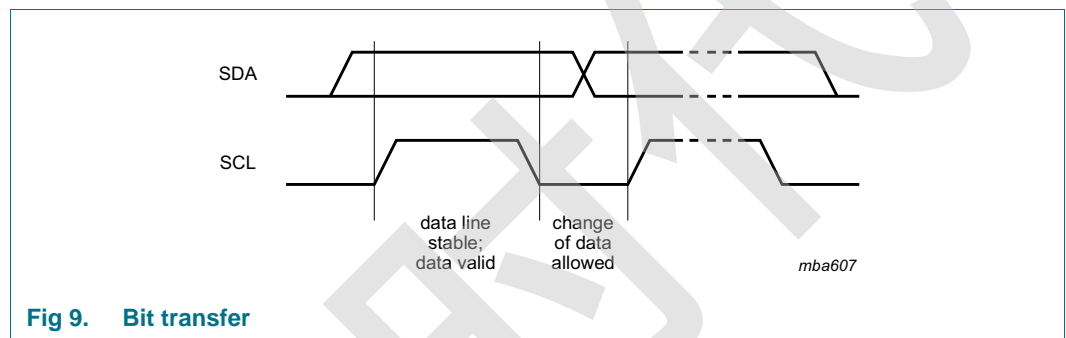 SDA
SCL
data line
stable;
data valid
change
of data
allowed
mba607
Fig 9. Bit transfer